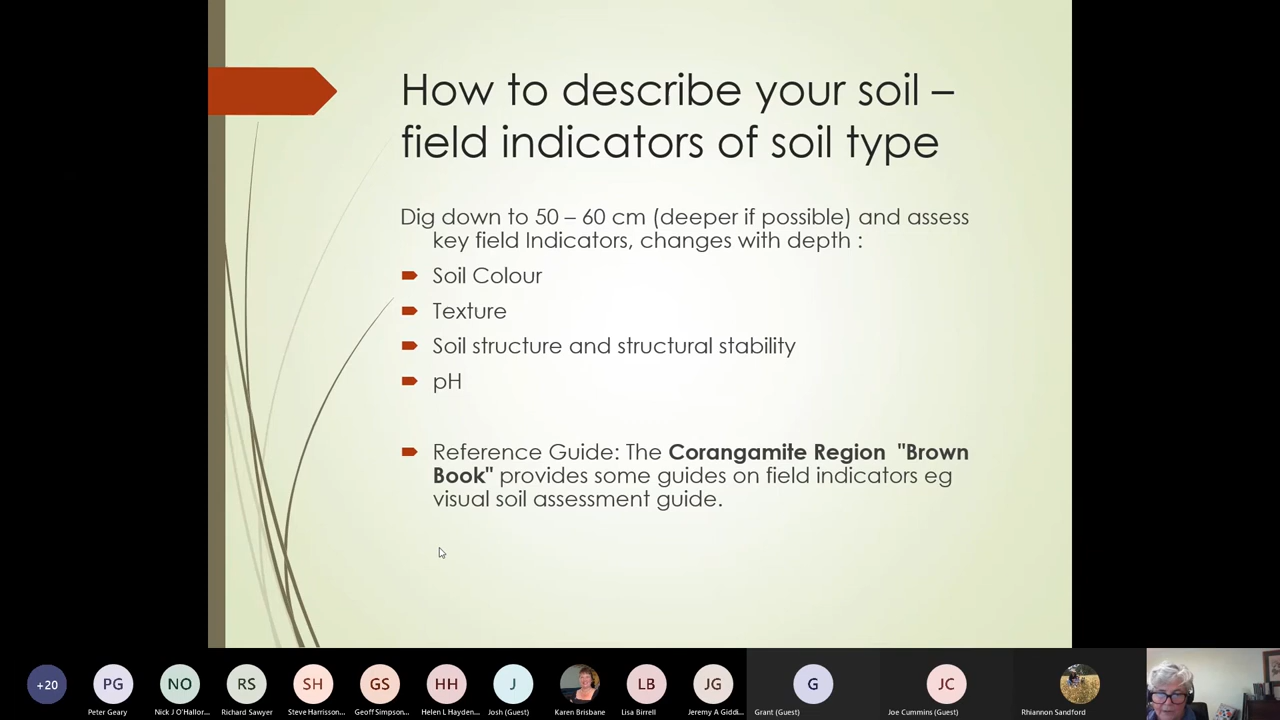 How to describe your soil –
field indicators of soil type
Dig down to 50 – 60 cm (deeper if possible) and assess
key field Indicators, changes with depth :
Soil Colour
Texture
Soil structure and structural stability
pH
Reference Guide: The Corangamite Region "Brown
Book" provides some guides on field indicators eg
visual soil assessment guide.
+20
PG
NO
RS
SH
GS
HH
J
LB
JG
G
JC
Peter Geary
Nick J O'Hallor...
Richard Sawyer
Steve Harrisson...
Geoff Simpson...
Helen L Hayden...
Josh (Guest)
Karen Brisbane
Lisa Birrell
Jeremy A Giddi...
Grant (Guest)
Joe Cummins (Guest)
Rhiannon Sandford